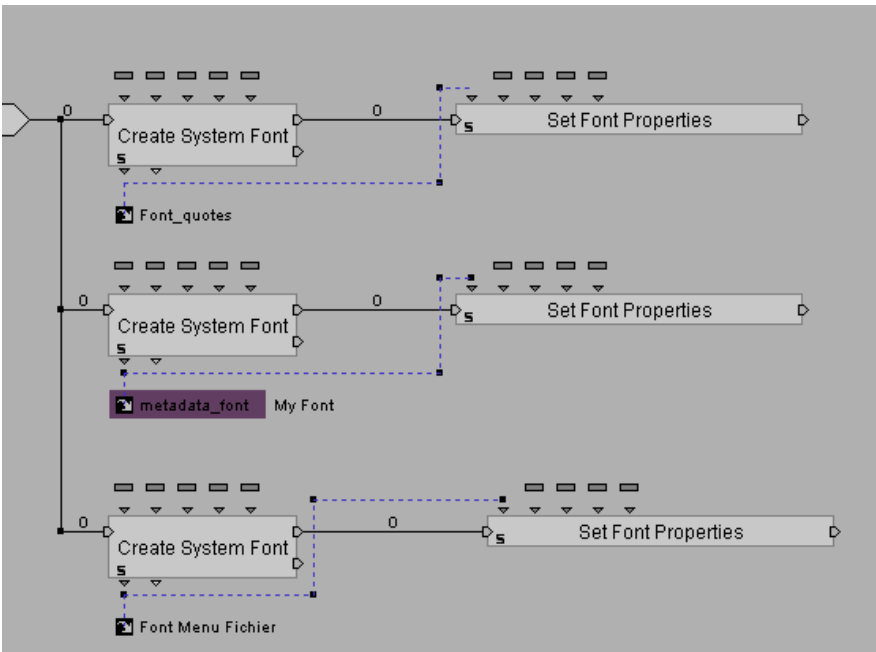 0
0
Create System Font
s
Set Font Properties
s
Font_quotes
0
0
Create System Font
s
Set Font Properties
s
metadata_font My Font
0
0
Create System Font
s
Set Font Properties
s
Font Menu Fichier